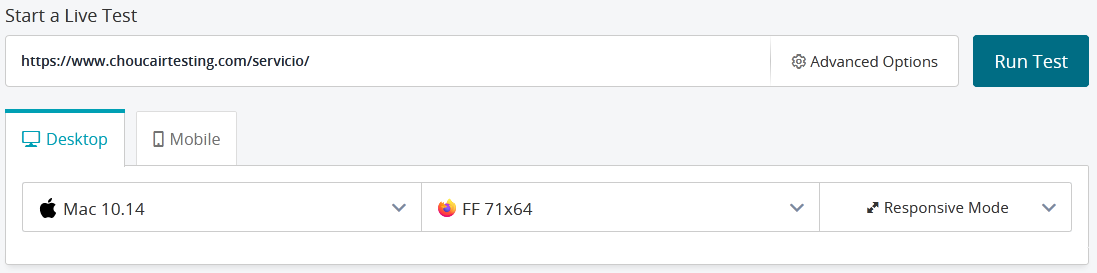 Start a Live Test
https://www.choucairtesting.com/servicio/ Advanced Options Run Test
Desktop Mobile
Mac 10.14 FF 71x64 Responsive Mode